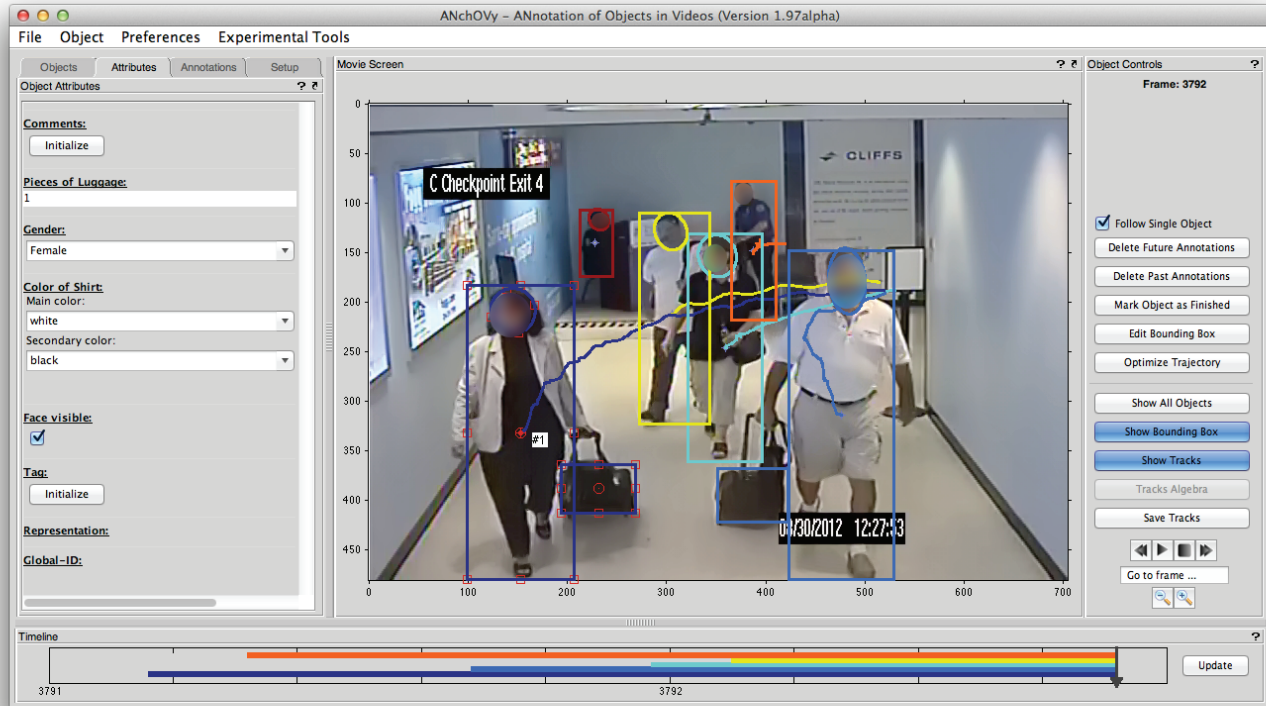 ANchOVy – ANnotation of Objects in Videos (Version 1.97alpha)
File Object Preferences Experimental Tools
Objects Attributes Annotations Setup
Object Attributes ?
Comments:
Initialize
Pieces of Luggage:
1
Gender:
Female
Color of Shirt:
Main color:
white
Secondary color:
black
Face visible:
Tag:
Initialize
Representation:
Global-ID:
Movie Screen ?
0
50
100
150
200
250
300
350
400
450
C Checkpoint Exit 4
CLIFFS
#1
03/30/2012 12:27:53
0 100 200 300 400 500 600 700
Object Controls ?
Frame: 3792
Follow Single Object
Delete Future Annotations
Delete Past Annotations
Mark Object as Finished
Edit Bounding Box
Optimize Trajectory
Show All Objects
Show Bounding Box
Show Tracks
Tracks Algebra
Save Tracks
Go to frame ...
Timeline ?
3791 3792
Update